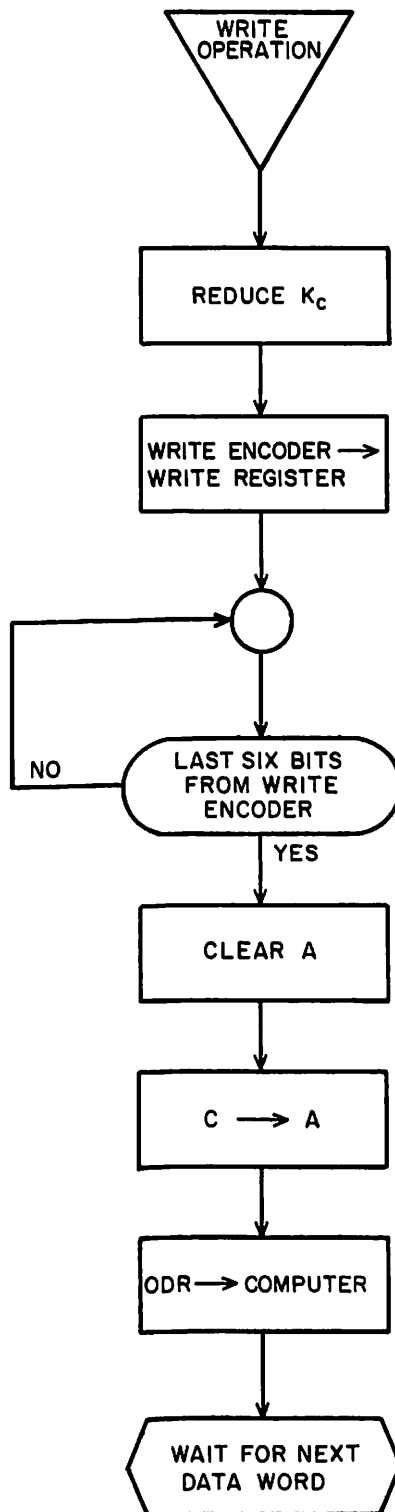 WRITE
OPERATION
REDUCE Kc
WRITE ENCODER →
WRITE REGISTER
LAST SIX BITS
FROM WRITE
ENCODER
NO
YES
CLEAR A
C → A
ODR → COMPUTER
WAIT FOR NEXT
DATA WORD